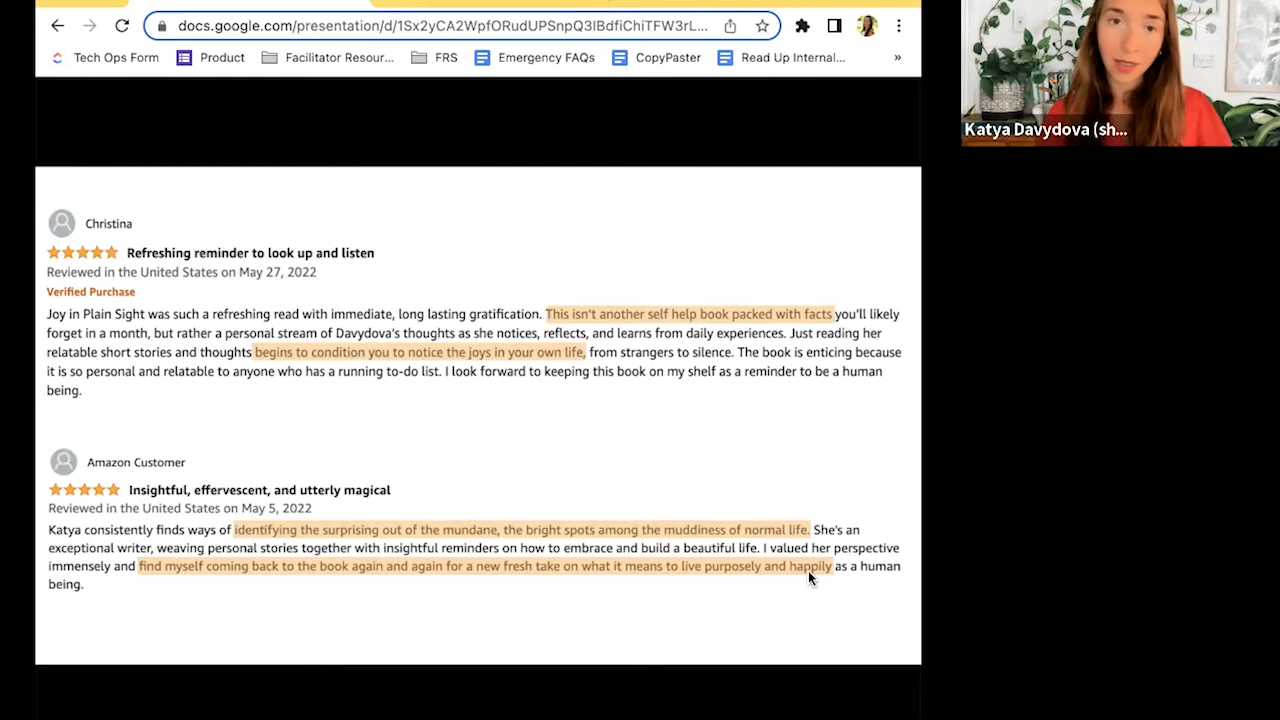 docs.google.com/presentation/d/1Sx2yCA2WpfORudUPSnpQ3IBdfiChiTFW3rL...
Tech Ops Form
Product
Facilitator Resour...
FRS
Emergency FAQs
CopyPaster
Read Up Internal...
»
Katya Davydova (sh...
Christina
Refreshing reminder to look up and listen
Reviewed in the United States on May 27, 2022
Verified Purchase
Joy in Plain Sight was such a refreshing read with immediate, long lasting gratification. This isn't another self help book packed with facts you'll likely
forget in a month, but rather a personal stream of Davydova's thoughts as she notices, reflects, and learns from daily experiences. Just reading her
relatable short stories and thoughts begins to condition you to notice the joys in your own life, from strangers to silence. The book is enticing because
it is so personal and relatable to anyone who has a running to-do list. I look forward to keeping this book on my shelf as a reminder to be a human
being.
Amazon Customer
Insightful, effervescent, and utterly magical
Reviewed in the United States on May 5, 2022
Katya consistently finds ways of identifying the surprising out of the mundane, the bright spots among the muddiness of normal life. She's an
exceptional writer, weaving personal stories together with insightful reminders on how to embrace and build a beautiful life. I valued her perspective
immensely and find myself coming back to the book again and again for a new fresh take on what it means to live purposely and happily as a human
being.